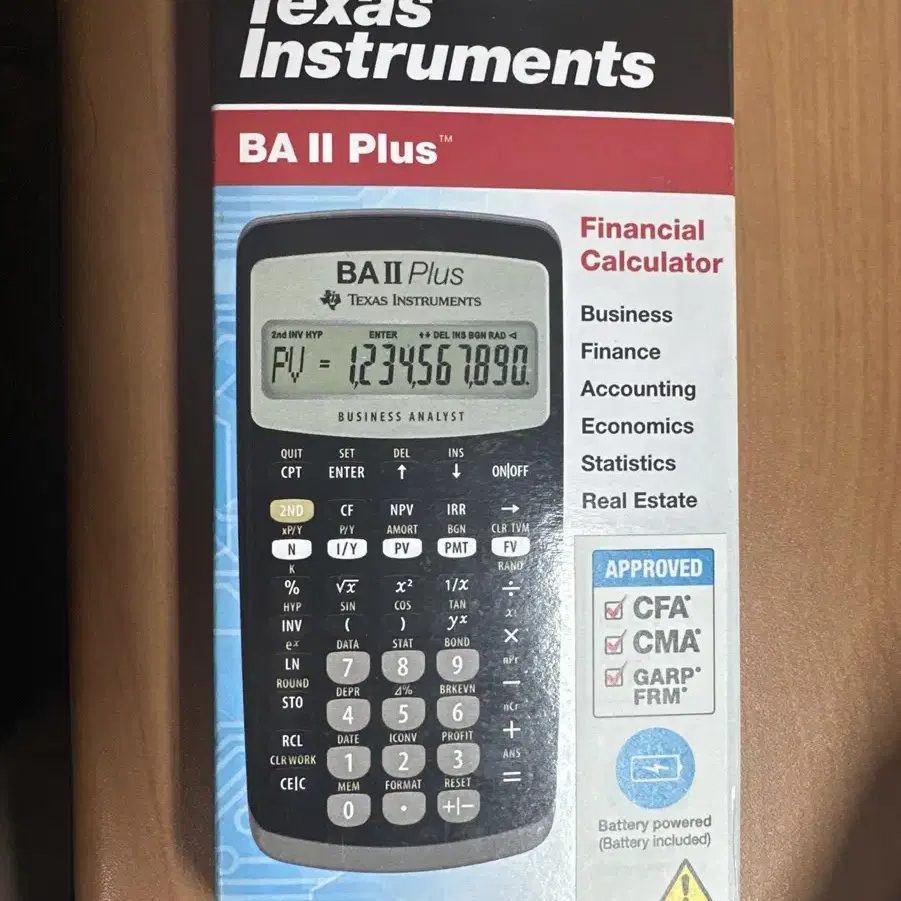 Texas
Instruments
BA II Plus™
Financial
Calculator
Business
Finance
Accounting
Economics
Statistics
Real Estate
BA II Plus
TEXAS INSTRUMENTS
2nd INV HYP ENTER ↑↓ DEL INS BGN RAD ◁
PV = 1,234,567,890.
BUSINESS ANALYST
QUIT SET DEL INS
CPT ENTER ↑ ↓ ON|OFF
2ND CF NPV IRR →
xP/Y P/Y AMORT BGN CLR TVM
N I/Y PV PMT FV
K RAND
% √x x² 1/x ÷
HYP SIN COS TAN x!
INV ( ) yˣ ×
eˣ DATA STAT BOND nPr
LN 7 8 9 −
ROUND DEPR Δ% BRKEVN nCr
STO 4 5 6 +
DATE ICONV PROFIT ANS
RCL 1 2 3 =
CLR WORK MEM FORMAT RESET
CE|C 0 . +|−
APPROVED
CFA
CMA
GARP
FRM
Battery powered
(Battery included)
!